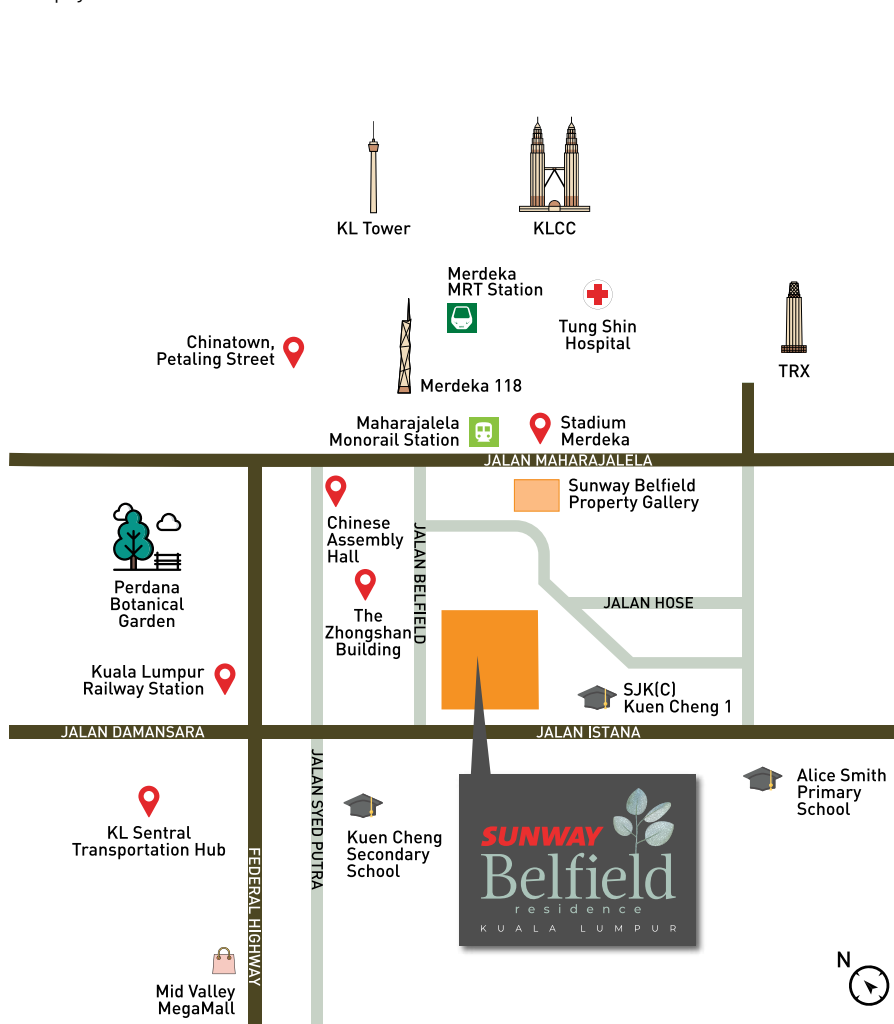 KL Tower
KLCC
Merdeka
MRT Station
Tung Shin
Hospital
Chinatown,
Petaling Street
TRX
Merdeka 118
Maharajalela
Monorail Station
Stadium
Merdeka
JALAN MAHARAJALELA
Sunway Belfield
Property Gallery
Chinese
Assembly
Hall
JALAN BELFIELD
Perdana
Botanical
Garden
The
Zhongshan
Building
JALAN HOSE
Kuala Lumpur
Railway Station
SJK(C)
Kuen Cheng 1
JALAN DAMANSARA
JALAN ISTANA
JALAN SYED PUTRA
Alice Smith
Primary
School
KL Sentral
Transportation Hub
Kuen Cheng
Secondary
School
SUNWAY
Belfield
residence
KUALA LUMPUR
FEDERAL HIGHWAY
Mid Valley
MegaMall
N